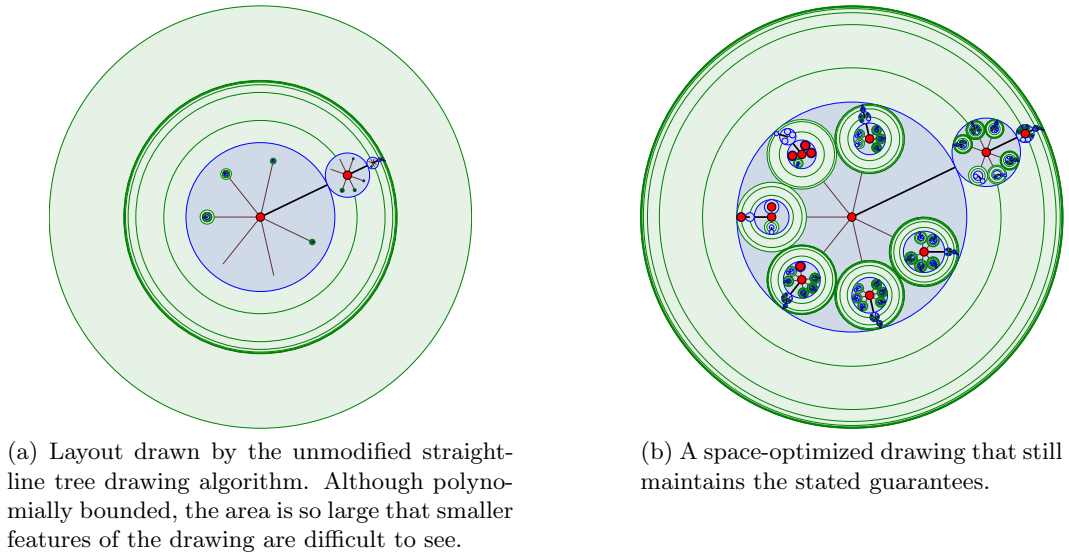 (a) Layout drawn by the unmodified straight-
line tree drawing algorithm. Although polyno-
mially bounded, the area is so large that smaller
features of the drawing are difficult to see.
(b) A space-optimized drawing that still
maintains the stated guarantees.